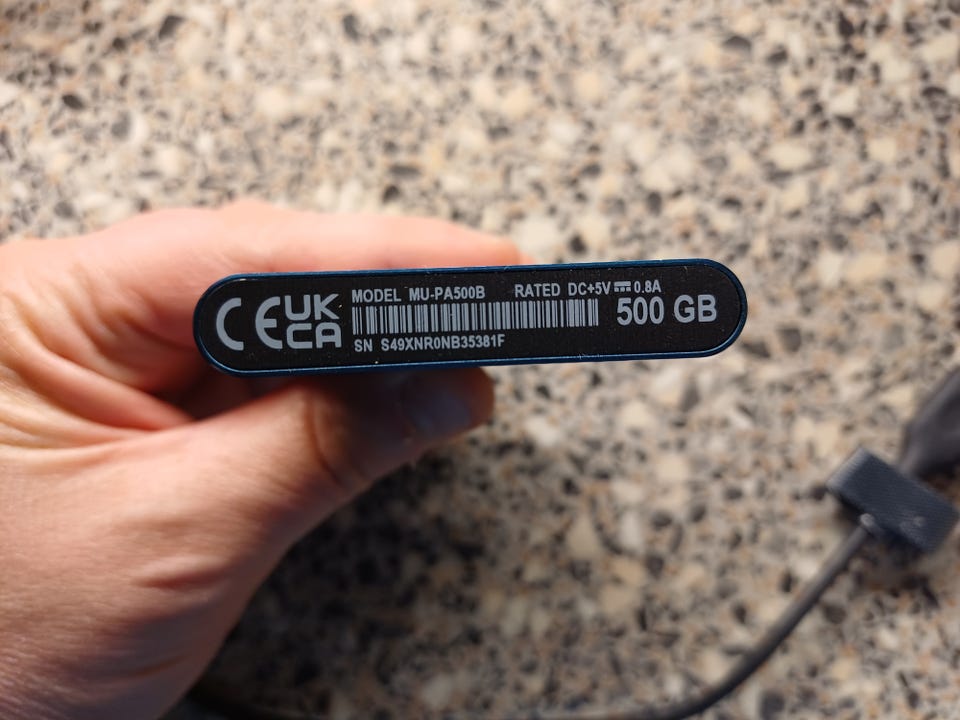 CE UK
CA
MODEL MU-PA500B RATED DC+5V ⎓ 0.8A
500 GB
SN S49XNR0NB35381F